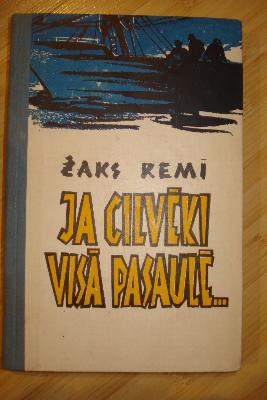 ŽAKS REMĪ
JA CILVĒKI
VISĀ PASAULĒ...